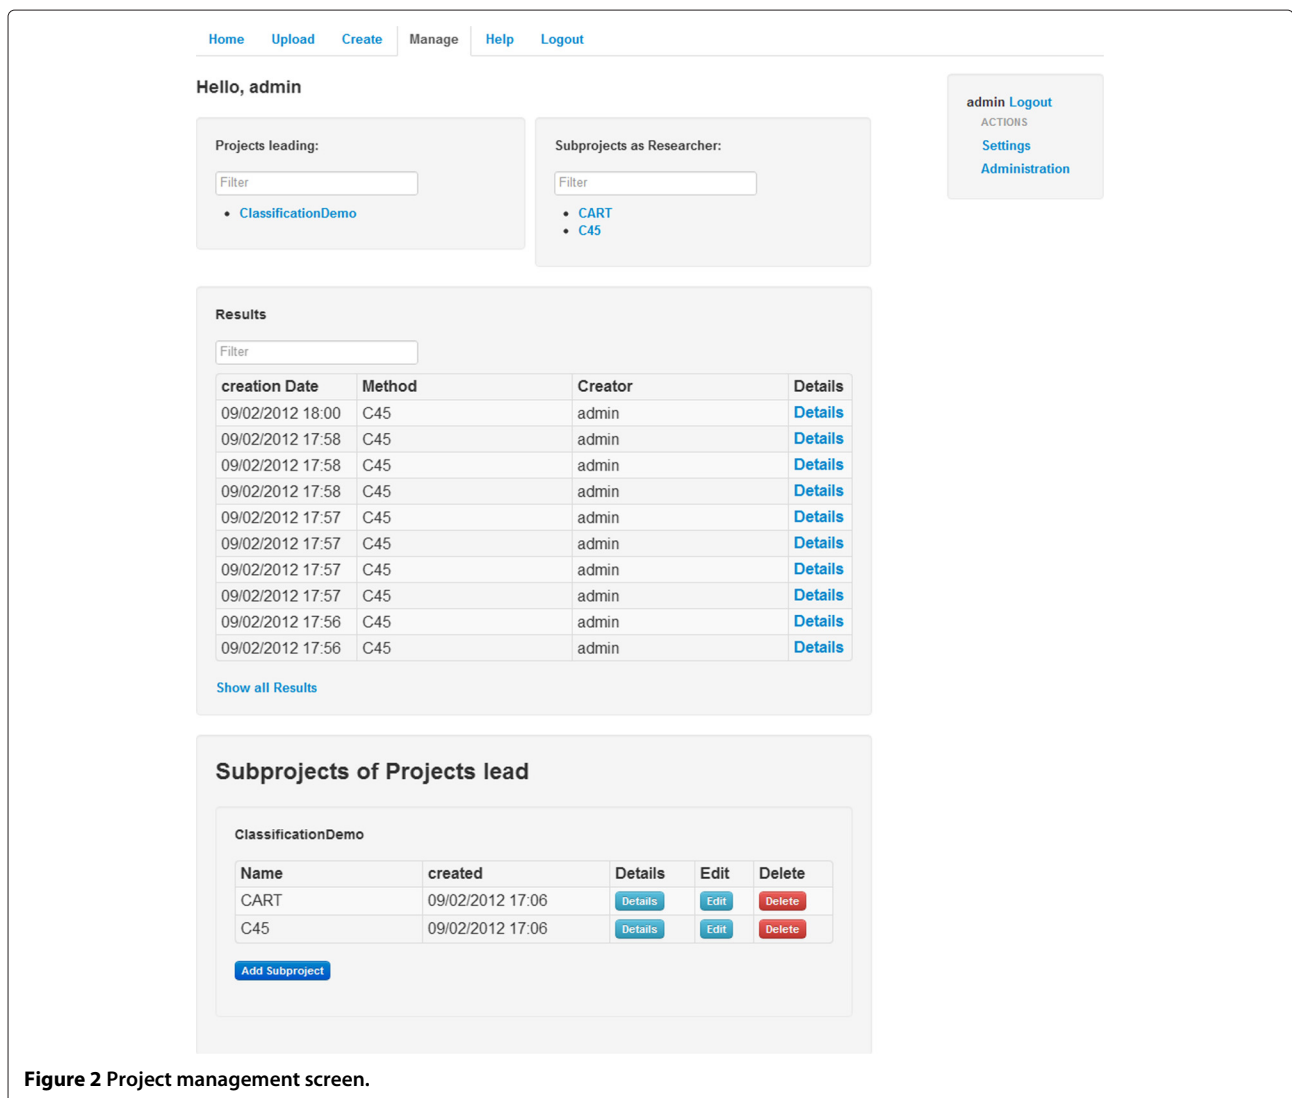 Home Upload Create Manage Help Logout
Hello, admin
admin Logout
ACTIONS
Settings
Administration
Projects leading:
Filter
• ClassificationDemo
Subprojects as Researcher:
Filter
• CART
• C45
Results
Filter
creation Date Method Creator Details
09/02/2012 18:00 C45 admin Details
09/02/2012 17:58 C45 admin Details
09/02/2012 17:58 C45 admin Details
09/02/2012 17:58 C45 admin Details
09/02/2012 17:57 C45 admin Details
09/02/2012 17:57 C45 admin Details
09/02/2012 17:57 C45 admin Details
09/02/2012 17:57 C45 admin Details
09/02/2012 17:56 C45 admin Details
09/02/2012 17:56 C45 admin Details
Show all Results
Subprojects of Projects lead
ClassificationDemo
Name created Details Edit Delete
CART 09/02/2012 17:06 Details Edit Delete
C45 09/02/2012 17:06 Details Edit Delete
Add Subproject
Figure 2 Project management screen.